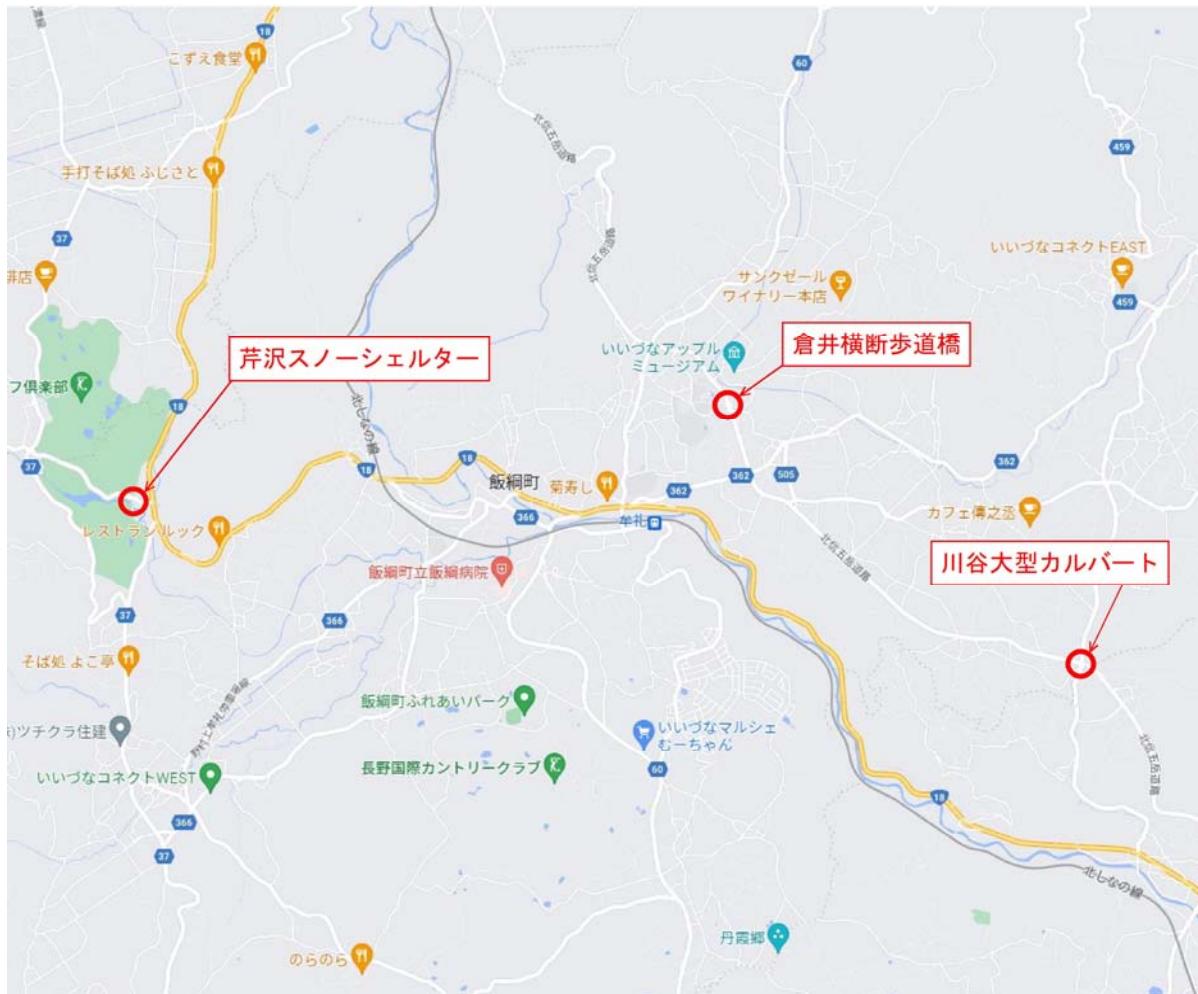 こずえ食堂
18
60
北信五岳道路
手打そば処 ふじさと
459
37
北信五岳道路
いいづなコネクトEAST
サンクゼール
ワイナリー本店
459
芹沢スノーシェルター
倉井横断歩道橋
いいづなアップル
ミュージアム
フ倶楽部
18
北しなの線
37
18
18
飯綱町
菊寿し
362
362
505
362
レストラン ルック
366
牟礼
カフェ傳之丞
北信五岳道路
川谷大型カルバート
飯綱町立飯綱病院
37
366
そば処 よこ亭
飯綱町ふれあいパーク
ツチクラ住建
いいづなマルシェ
むーちゃん
いいづなコネクトWEST
長野国際カントリークラブ
60
北信五岳道路
18
366
37
北しなの線
丹霞郷
のらのら